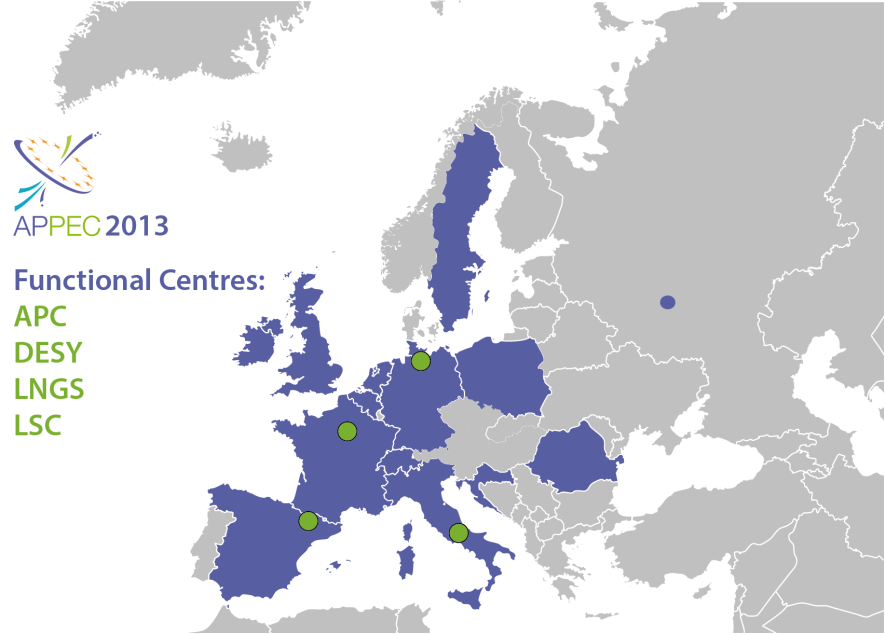 APPEC 2013
Functional Centres:
APC
DESY
LNGS
LSC